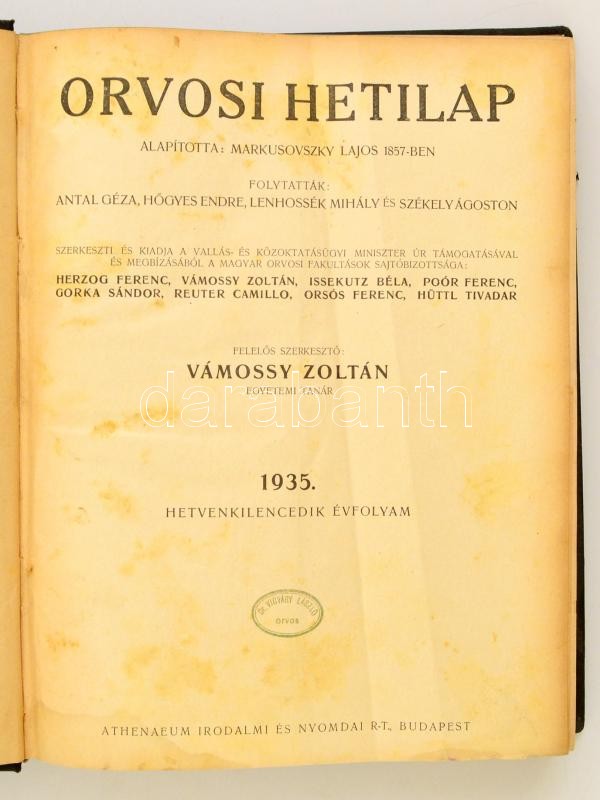 ORVOSI HETILAP
ALAPÍTOTTA: MARKUSOVSZKY LAJOS 1857-BEN
FOLYTATTÁK:
ANTAL GÉZA, HŐGYES ENDRE, LENHOSSÉK MIHÁLY ÉS SZÉKELY ÁGOSTON
SZERKESZTI ÉS KIADJA A VALLÁS- ÉS KÖZOKTATÁSÜGYI MINISZTER ÚR TÁMOGATÁSÁVAL
ÉS MEGBÍZÁSÁBÓL A MAGYAR ORVOSI FAKULTÁSOK SAJTÓBIZOTTSÁGA:
HERZOG FERENC, VÁMOSSY ZOLTÁN, ISSEKUTZ BÉLA, POÓR FERENC,
GORKA SÁNDOR, REUTER CAMILLO, ORSÓS FERENC, HÜTTL TIVADAR
FELELŐS SZERKESZTŐ:
VÁMOSSY ZOLTÁN
EGYETEMI TANÁR
darabanth
1935.
HETVENKILENCEDIK ÉVFOLYAM
Dr. VIGVÁRY LÁSZLÓ
orvos
ATHENAEUM IRODALMI ÉS NYOMDAI R-T., BUDAPEST